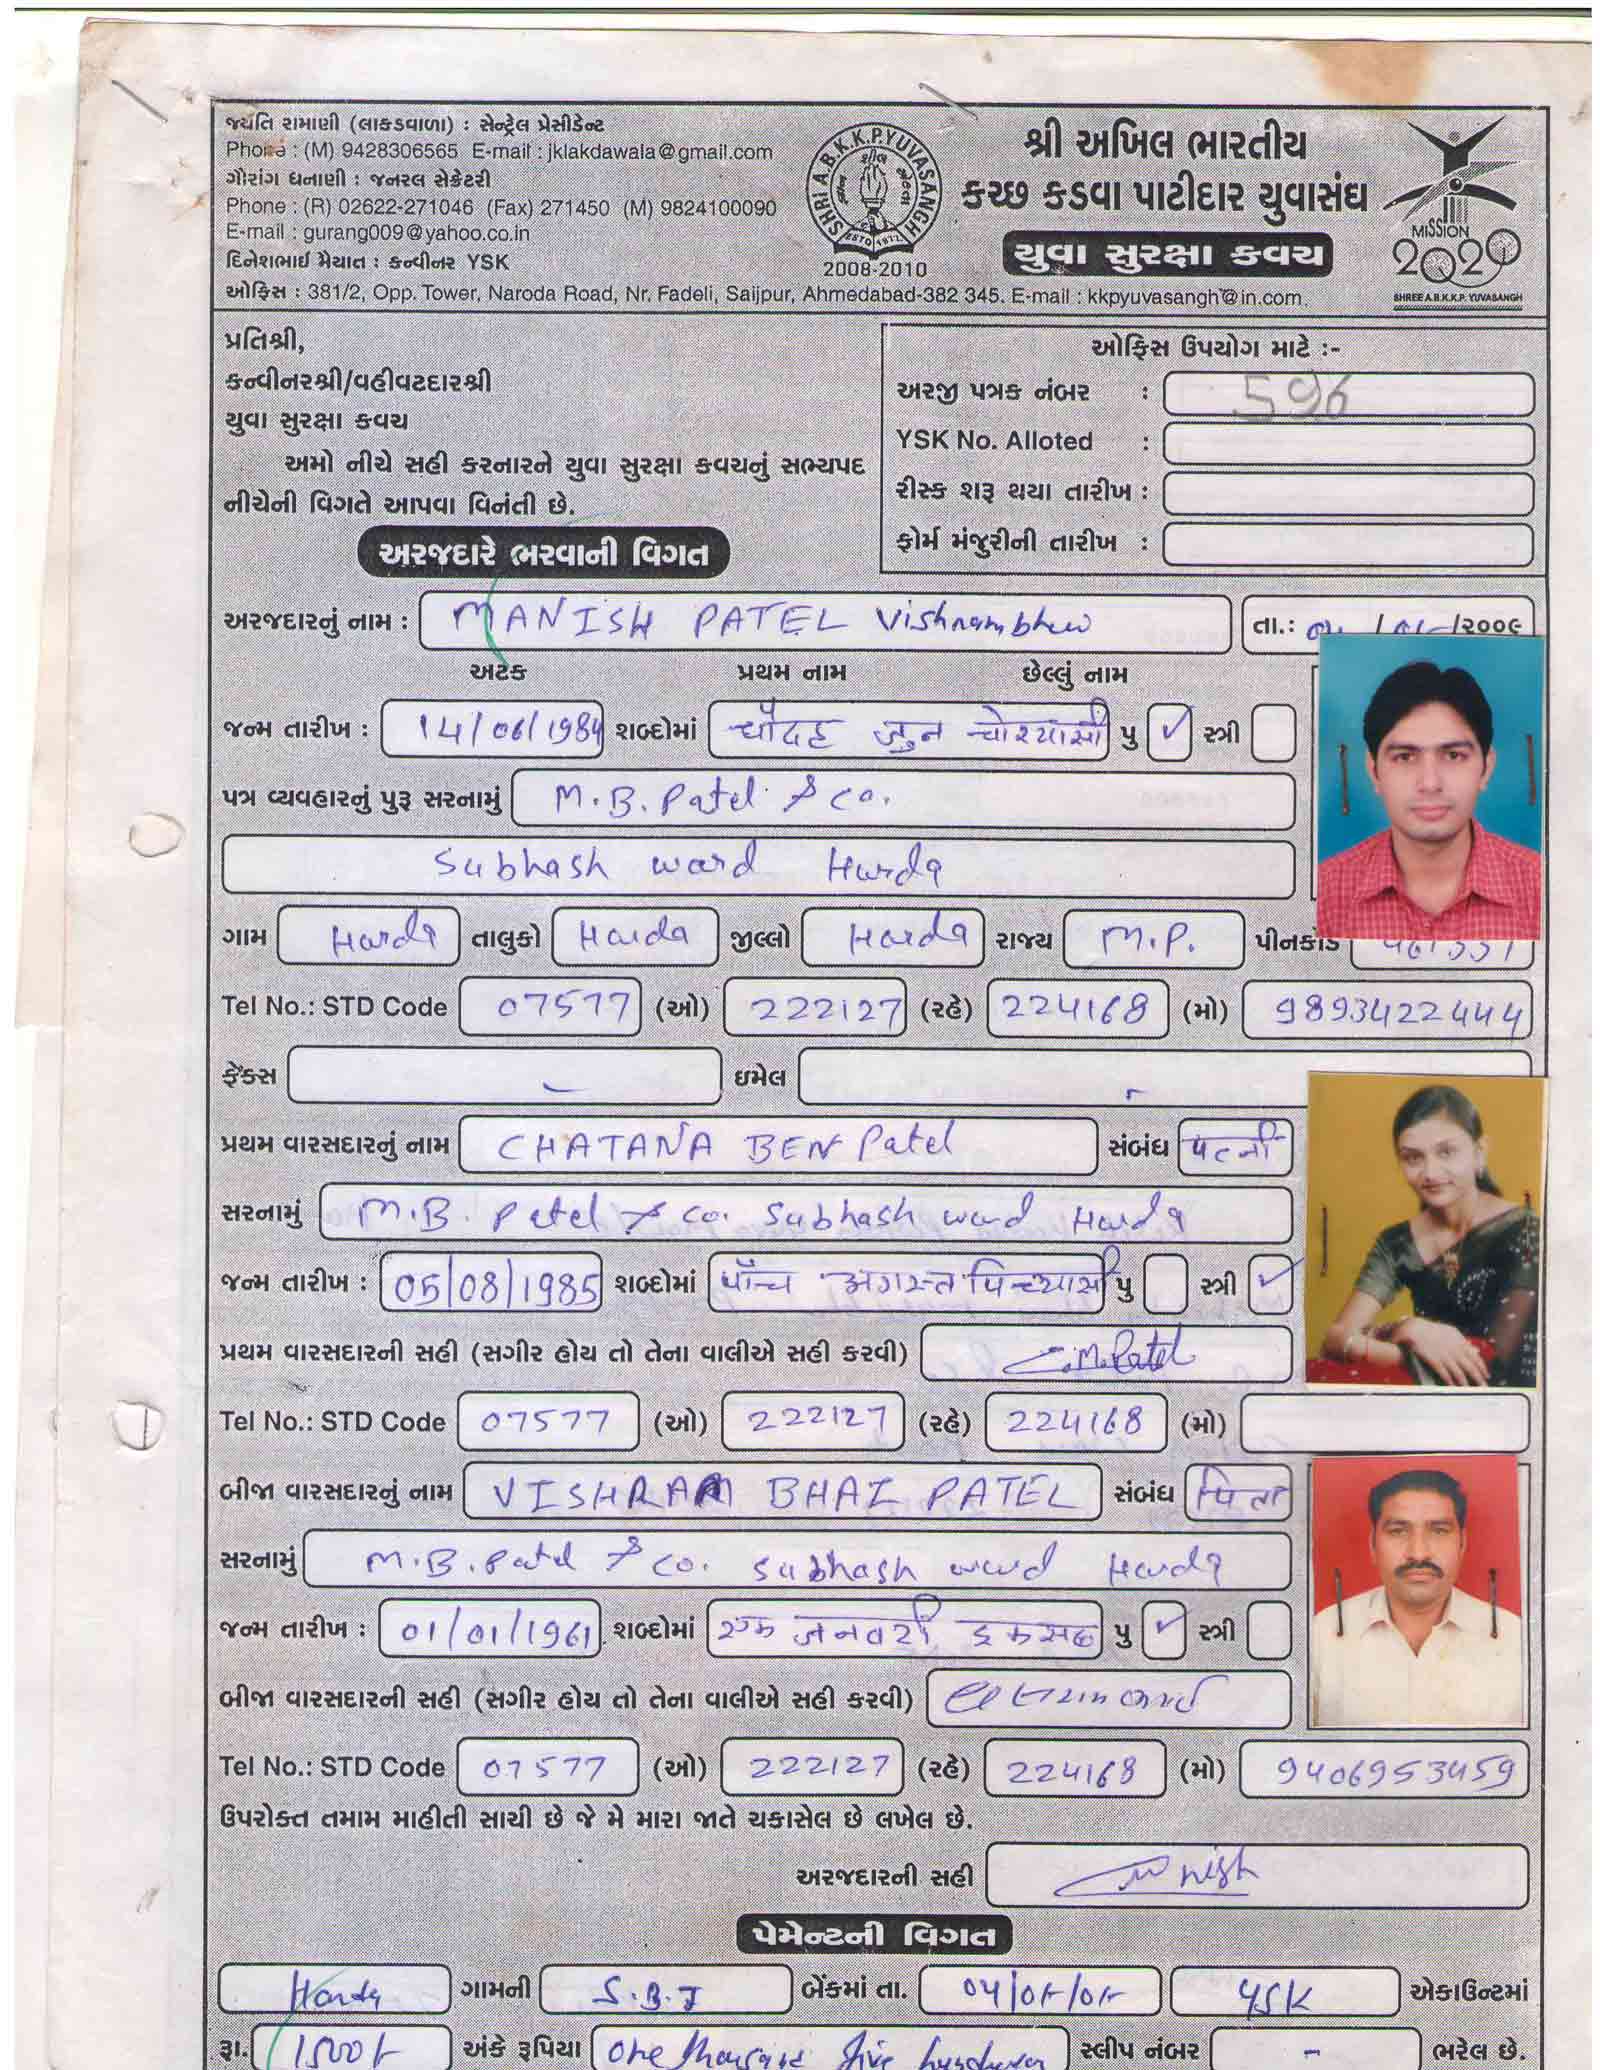 જયંતિ રામાણી (લાકડાવાળા) : સેન્ટ્રેલ પ્રેસીડેન્ટ
Phone : (M) 9428306565 E-mail : jklakdawala@gmail.com
ગૌરાંગ ધનાણી : જનરલ સેક્રેટરી
Phone : (R) 02622-271046 (Fax) 271450 (M) 9824100090
E-mail : gurang009@yahoo.co.in
દિનેશભાઈ મૈયાત : કન્વીનર YSK
ઓફિસ : 381/2, Opp. Tower, Naroda Road, Nr. Fadeli, Saijpur, Ahmedabad-382 345. E-mail : kkpyuvasangh@in.com.
SHRI A.B.K.K.P.YUVASANGH
ESTD 1977
2008-2010
શ્રી અખિલ ભારતીય
કચ્છ કડવા પાટીદાર યુવાસંઘ
યુવા સુરક્ષા કવચ
MISSION
2020
SHREE A.B.K.K.P. YUVASANGH
પ્રતિશ્રી,
કન્વીનરશ્રી/વહીવટદારશ્રી
યુવા સુરક્ષા કવચ
અમો નીચે સહી કરનારને યુવા સુરક્ષા કવચનું સભ્યપદ
નીચેની વિગતે આપવા વિનંતી છે.
ઓફિસ ઉપયોગ માટે :-
અરજી પત્રક નંબર : 596
YSK No. Alloted :
રીસ્ક શરૂ થયા તારીખ :
ફોર્મ મંજુરીની તારીખ :
અરજદારે ભરવાની વિગત
અરજદારનું નામ : MANISH PATEL Vishrambhai તા.: /2009
અટક પ્રથમ નામ છેલ્લું નામ
જન્મ તારીખ : 14/06/1984 શબ્દોમાં चौदह जुन चोरयासी પુ ✓ સ્ત્રી
પત્ર વ્યવહારનું પુરૂ સરનામું M.B. Patel & co.
Subhash ward Harda
ગામ Harda તાલુકો Harda જીલ્લો Harda રાજ્ય M.P. પીનકોડ 461331
Tel No.: STD Code 07577 (ઓ) 222127 (રહે) 224168 (મો) 9893422444
ફેક્સ – ઇમેલ -
પ્રથમ વારસદારનું નામ CHATANA BEN Patel સંબંધ पत्नी
સરનામું M.B. Patel & co. Subhash ward Harda
જન્મ તારીખ : 05/08/1985 શબ્દોમાં पाँच अगस्त पिच्यासी પુ સ્ત્રી ✓
પ્રથમ વારસદારની સહી (સગીર હોય તો તેના વાલીએ સહી કરવી) C.M.Patel
Tel No.: STD Code 07577 (ઓ) 222127 (રહે) 224168 (મો)
બીજા વારસદારનું નામ VISHRAM BHAI PATEL સંબંધ पिता
સરનામું M.B. Patel & co. Subhash ward Harda
જન્મ તારીખ : 01/01/1961 શબ્દોમાં एक जनवरी इकसठ પુ ✓ સ્ત્રી
બીજા વારસદારની સહી (સગીર હોય તો તેના વાલીએ સહી કરવી)
Tel No.: STD Code 07577 (ઓ) 222127 (રહે) 224168 (મો) 9406953459
ઉપરોક્ત તમામ માહીતી સાચી છે જે મે મારા જાતે ચકાસેલ છે લખેલ છે.
અરજદારની સહી
પેમેન્ટની વિગત
Harda ગામની S.B.I બેંકમાં તા. YSK એકાઉન્ટમાં
રૂા. 1500/- અંકે રૂપિયા One thousand five hundred સ્લીપ નંબર - ભરેલ છે.